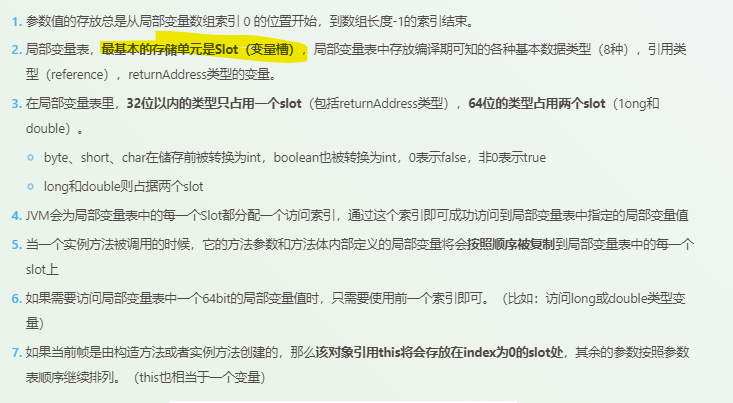 1. 参数值的存放总是从局部变量数组索引 0 的位置开始，到数组长度-1的索引结束。
2. 局部变量表，最基本的存储单元是Slot（变量槽），局部变量表中存放编译期可知的各种基本数据类型（8种），引用类
型（reference），returnAddress类型的变量。
3. 在局部变量表里，32位以内的类型只占用一个slot（包括returnAddress类型），64位的类型占用两个slot（1ong和
double）。
byte、short、char在储存前被转换为int，boolean也被转换为int，0表示false，非0表示true
long和double则占据两个slot
4. JVM会为局部变量表中的每一个Slot都分配一个访问索引，通过这个索引即可成功访问到局部变量表中指定的局部变量值
5. 当一个实例方法被调用的时候，它的方法参数和方法体内部定义的局部变量将会按照顺序被复制到局部变量表中的每一个
slot上
6. 如果需要访问局部变量表中一个64bit的局部变量值时，只需要使用前一个索引即可。（比如：访问long或double类型变
量）
7. 如果当前帧是由构造方法或者实例方法创建的，那么该对象引用this将会存放在index为0的slot处，其余的参数按照参数
表顺序继续排列。（this也相当于一个变量）